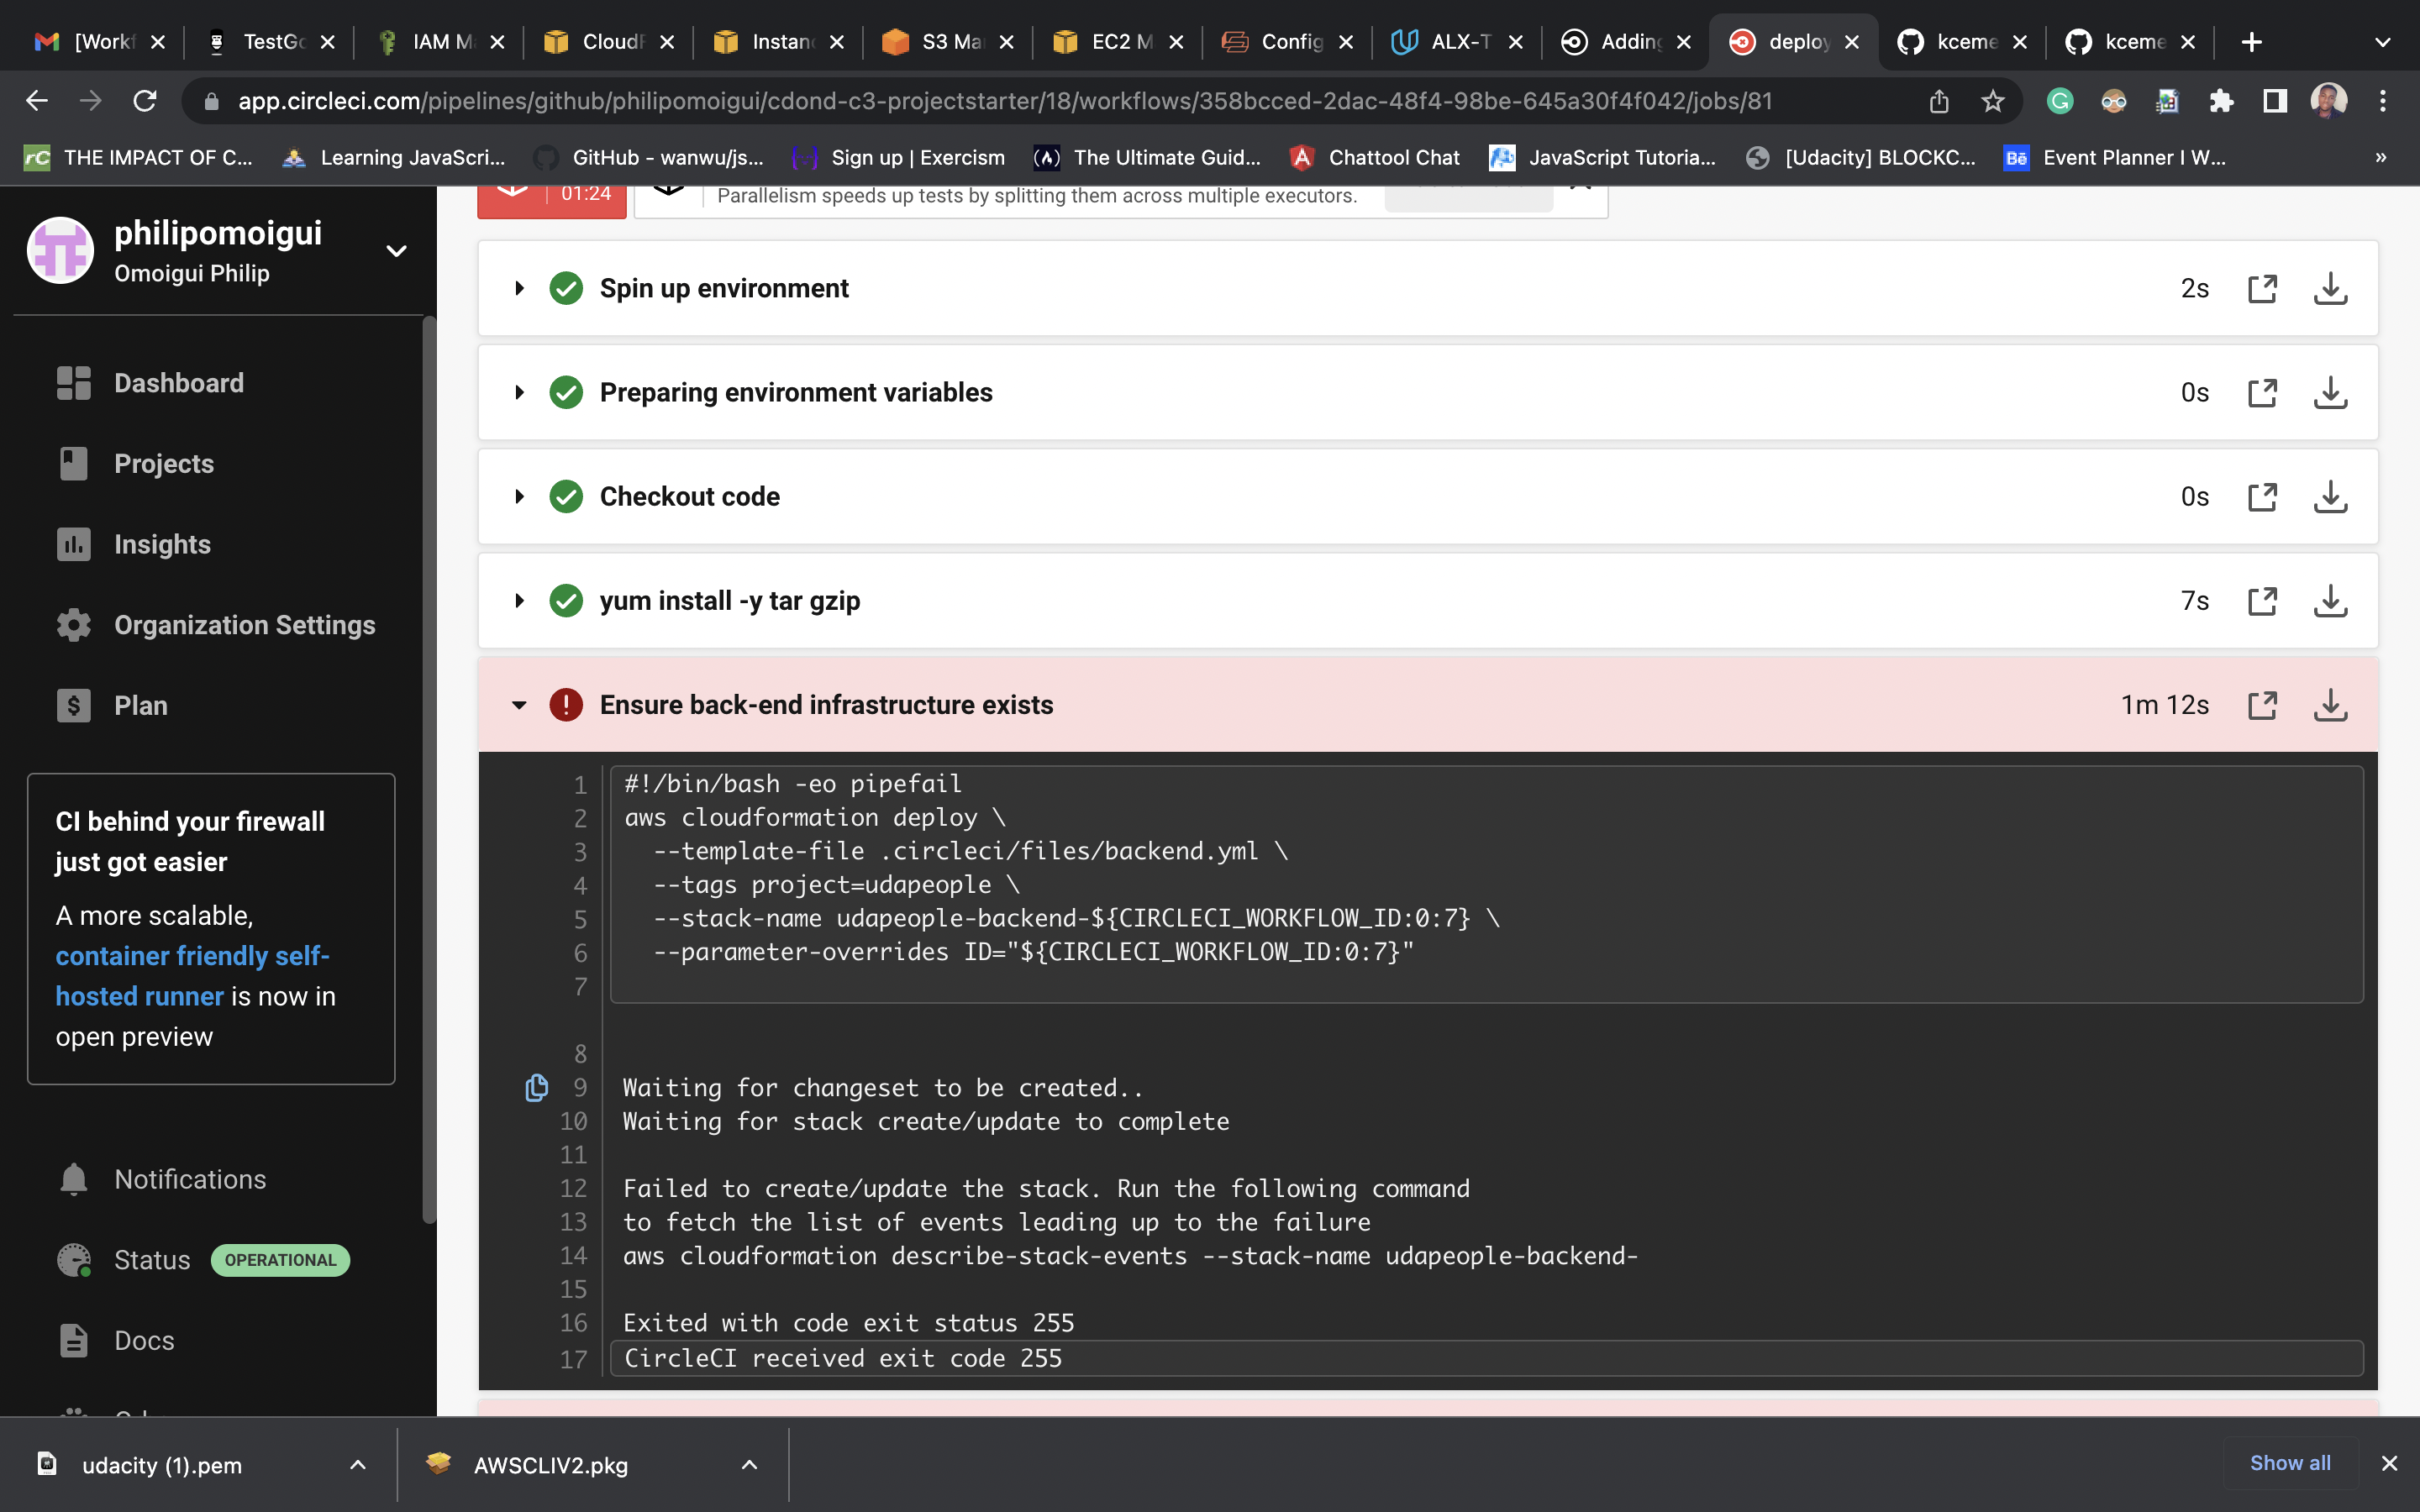 [Workf
TestGo
IAM Ma
CloudF
Instanc
S3 Mar
EC2 M
Config
ALX-T
Adding
deploy
kceme
kceme
app.circleci.com/pipelines/github/philipomoigui/cdond-c3-projectstarter/18/workflows/358bcced-2dac-48f4-98be-645a30f4f042/jobs/81
THE IMPACT OF C...
Learning JavaScri...
GitHub - wanwu/js...
Sign up | Exercism
The Ultimate Guid...
Chattool Chat
JavaScript Tutoria...
[Udacity] BLOCKC...
Event Planner I W...
»
philipomoigui
Omoigui Philip
Dashboard
Projects
Insights
Organization Settings
Plan
CI behind your firewall
just got easier
A more scalable,
container friendly self-
hosted runner is now in
open preview
Notifications
Status OPERATIONAL
Docs
01:24
Parallelism speeds up tests by splitting them across multiple executors.
Spin up environment 2s
Preparing environment variables 0s
Checkout code 0s
yum install -y tar gzip 7s
Ensure back-end infrastructure exists 1m 12s
1 #!/bin/bash -eo pipefail
2 aws cloudformation deploy \
3 --template-file .circleci/files/backend.yml \
4 --tags project=udapeople \
5 --stack-name udapeople-backend-${CIRCLECI_WORKFLOW_ID:0:7} \
6 --parameter-overrides ID="${CIRCLECI_WORKFLOW_ID:0:7}"
7
8
9 Waiting for changeset to be created..
10 Waiting for stack create/update to complete
11
12 Failed to create/update the stack. Run the following command
13 to fetch the list of events leading up to the failure
14 aws cloudformation describe-stack-events --stack-name udapeople-backend-
15
16 Exited with code exit status 255
17 CircleCI received exit code 255
udacity (1).pem
AWSCLIV2.pkg
Show all